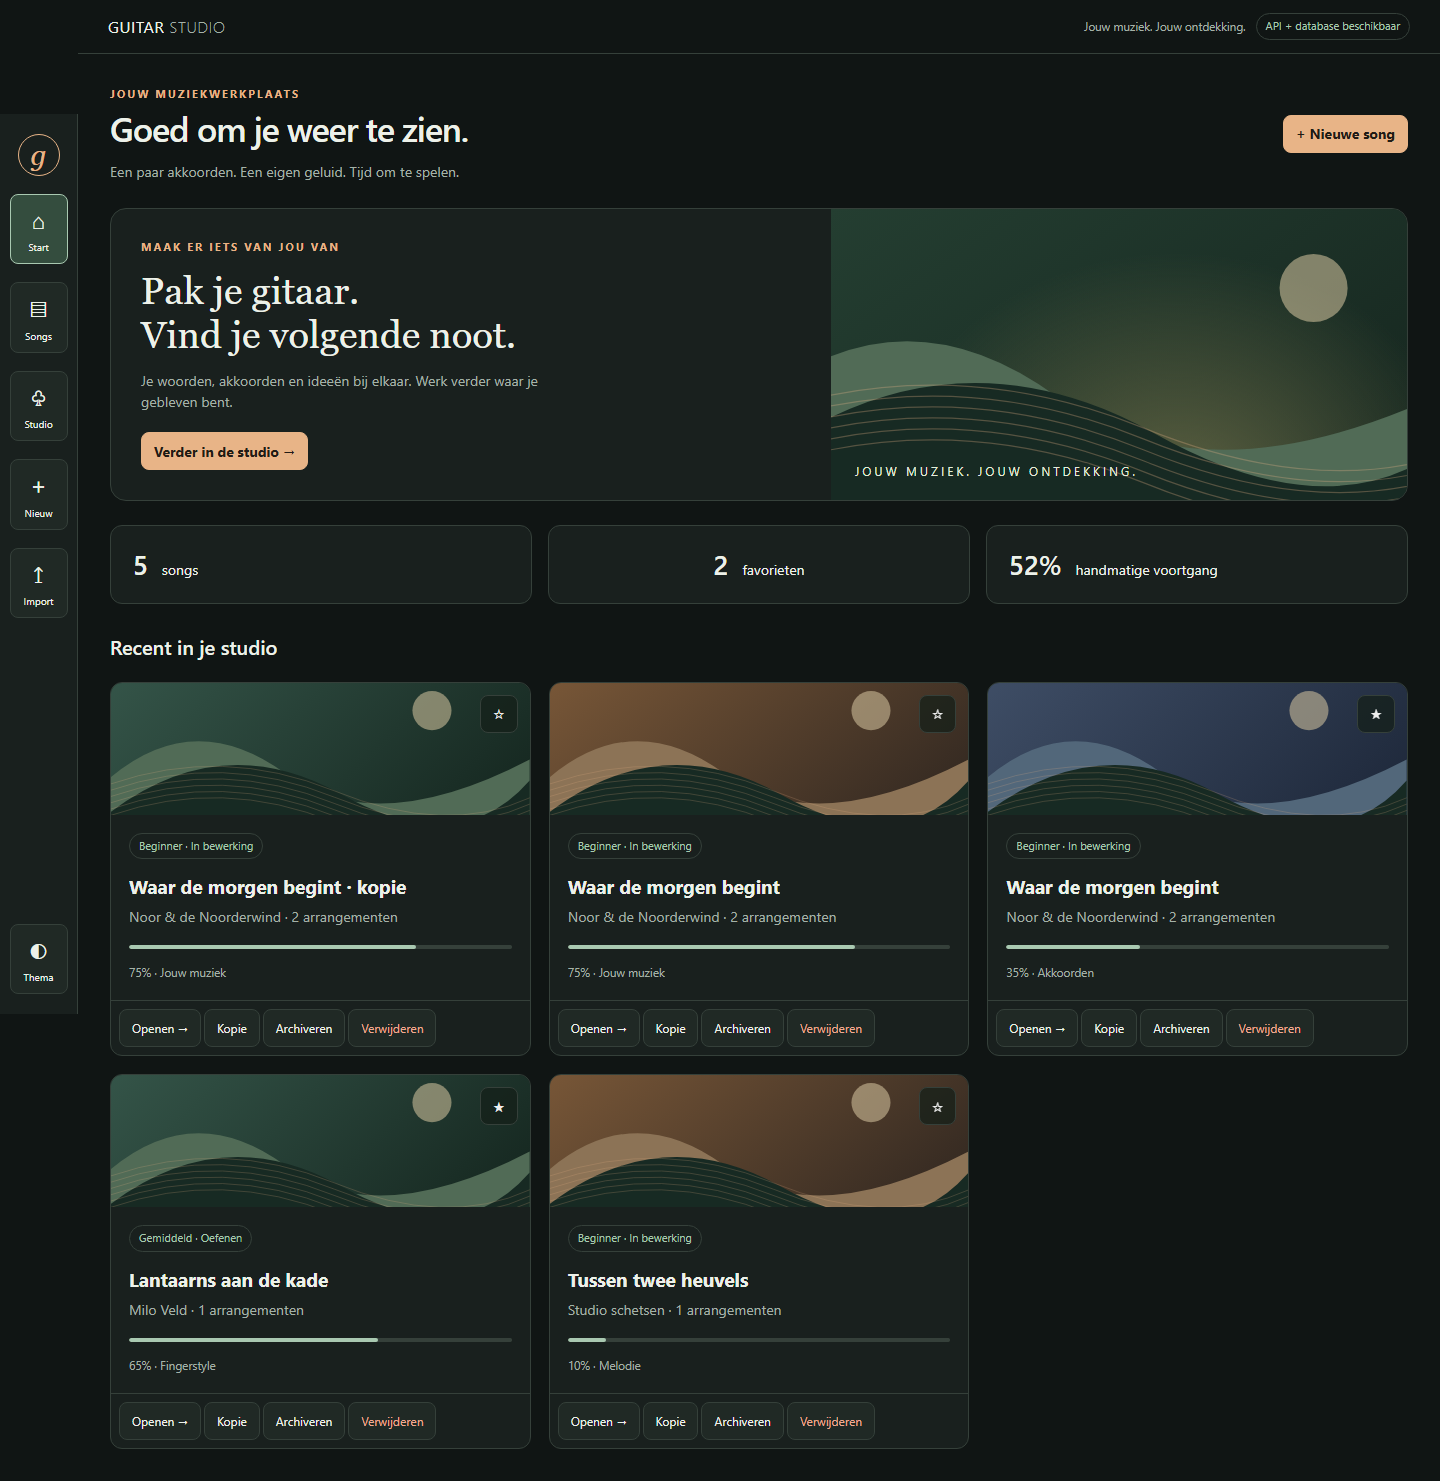 GUITAR STUDIO
Jouw muziek. Jouw ontdekking.
API + database beschikbaar
g
Start
Songs
Studio
Nieuw
Import
Thema
JOUW MUZIEKWERKPLAATS
Goed om je weer te zien.
Een paar akkoorden. Een eigen geluid. Tijd om te spelen.
+ Nieuwe song
MAAK ER IETS VAN JOU VAN
Pak je gitaar.
Vind je volgende noot.
Je woorden, akkoorden en ideeën bij elkaar. Werk verder waar je
gebleven bent.
Verder in de studio →
JOUW MUZIEK. JOUW ONTDEKKING.
5 songs
2 favorieten
52% handmatige voortgang
Recent in je studio
Beginner · In bewerking
Waar de morgen begint · kopie
Noor & de Noorderwind · 2 arrangementen
75% · Jouw muziek
Openen → Kopie Archiveren Verwijderen
Beginner · In bewerking
Waar de morgen begint
Noor & de Noorderwind · 2 arrangementen
75% · Jouw muziek
Openen → Kopie Archiveren Verwijderen
Beginner · In bewerking
Waar de morgen begint
Noor & de Noorderwind · 2 arrangementen
35% · Akkoorden
Openen → Kopie Archiveren Verwijderen
Gemiddeld · Oefenen
Lantaarns aan de kade
Milo Veld · 1 arrangementen
65% · Fingerstyle
Openen → Kopie Archiveren Verwijderen
Beginner · In bewerking
Tussen twee heuvels
Studio schetsen · 1 arrangementen
10% · Melodie
Openen → Kopie Archiveren Verwijderen